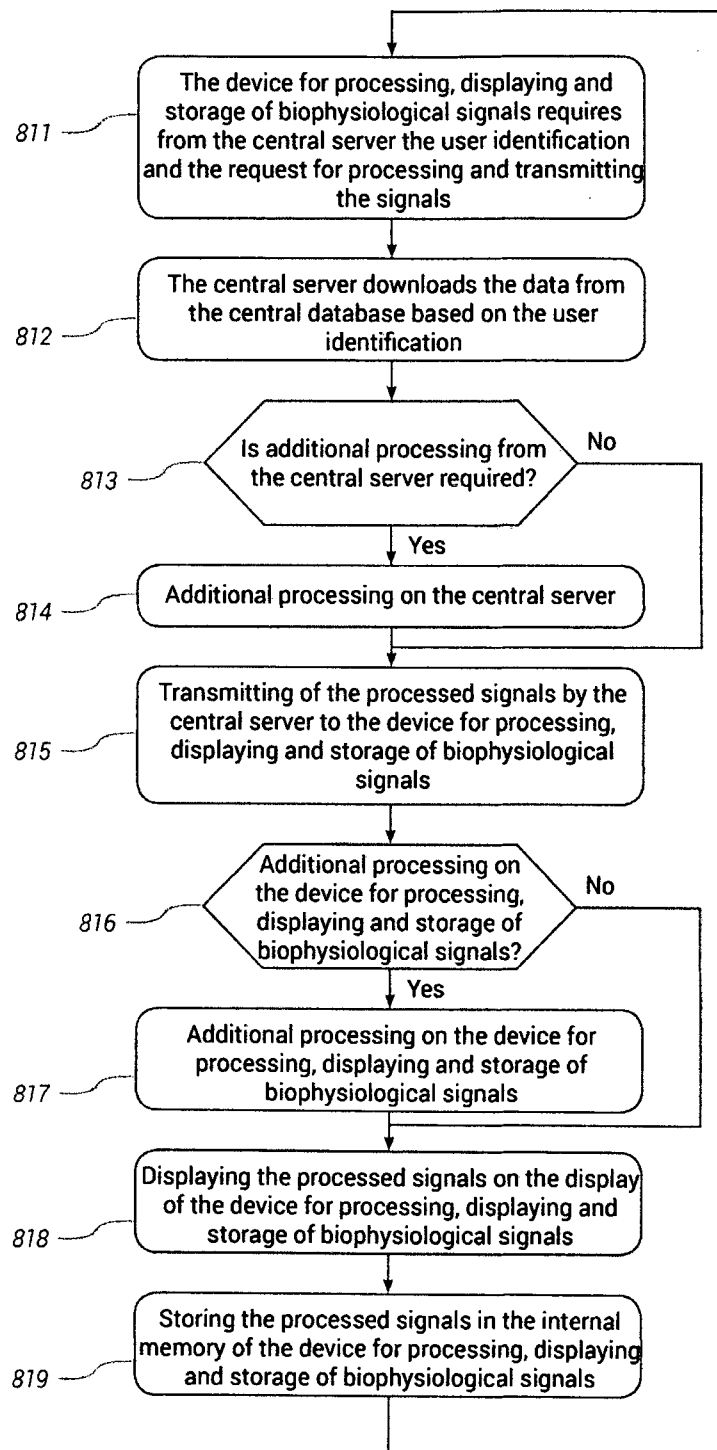 The device for processing, displaying and
storage of biophysiological signals requires
from the central server the user identification
and the request for processing and transmitting
the signals
811
The central server downloads the data from
the central database based on the user
identification
812
Is additional processing from
the central server required?
No
813
Yes
Additional processing on the central server
814
Transmitting of the processed signals by the
central server to the device for processing,
displaying and storage of biophysiological
signals
815
Additional processing on
the device for processing,
displaying and storage of
biophysiological signals?
No
816
Yes
Additional processing on the device for
processing, displaying and storage of
biophysiological signals
817
Displaying the processed signals on the display
of the device for processing, displaying and
storage of biophysiological signals
818
Storing the processed signals in the internal
memory of the device for processing, displaying
and storage of biophysiological signals
819